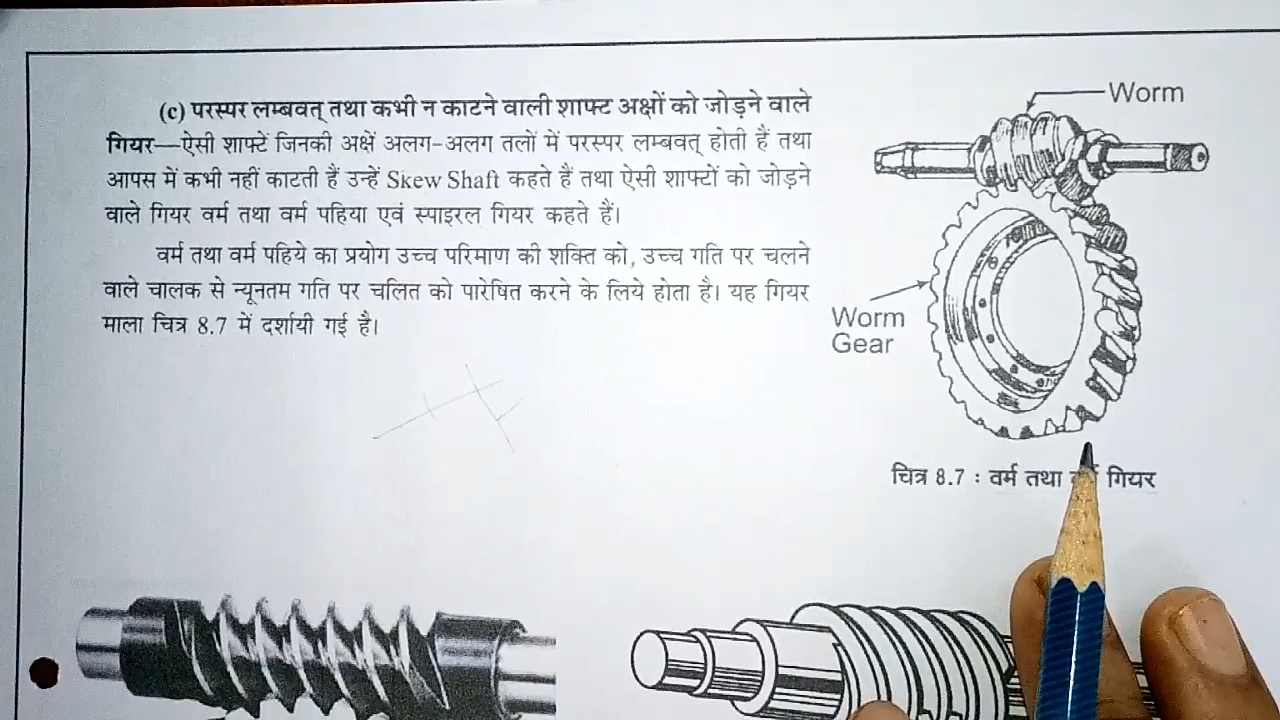 (c) परस्पर लम्बवत् तथा कभी न काटने वाली शाफ्ट अक्षों को जोड़ने वाले
गियर—ऐसी शाफ्टें जिनकी अक्षें अलग-अलग तलों में परस्पर लम्बवत् होती हैं तथा
आपस में कभी नहीं काटती हैं उन्हें Skew Shaft कहते हैं तथा ऐसी शाफ्टों को जोड़ने
वाले गियर वर्म तथा वर्म पहिया एवं स्पाइरल गियर कहते हैं।
वर्म तथा वर्म पहिये का प्रयोग उच्च परिमाण की शक्ति को, उच्च गति पर चलने
वाले चालक से न्यूनतम गति पर चलित को पारेषित करने के लिये होता है। यह गियर
माला चित्र 8.7 में दर्शायी गई है।
Worm
Worm
Gear
चित्र 8.7 : वर्म तथा गियर